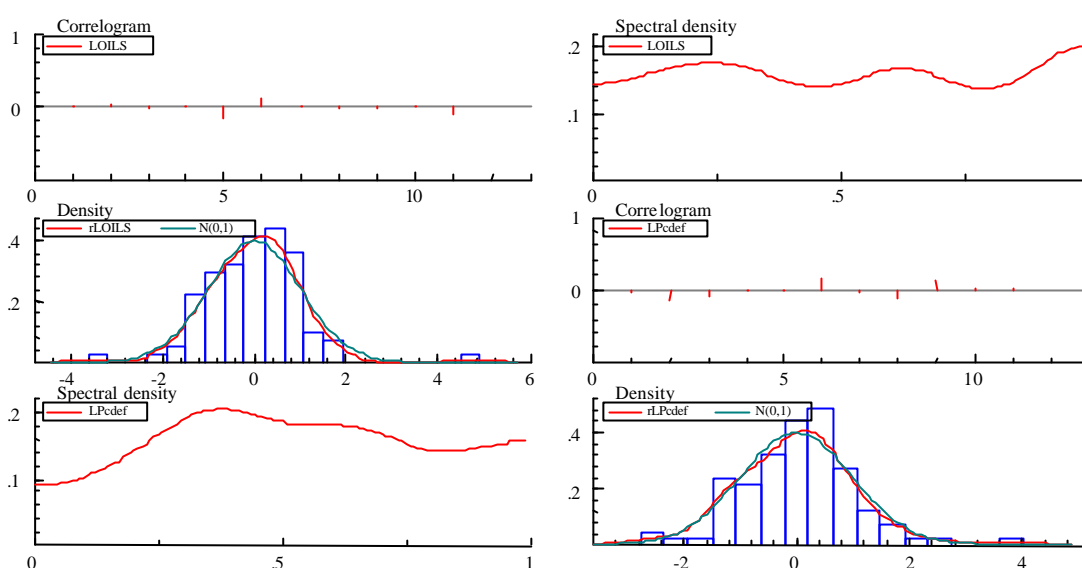 Correlogram
1
LOILS
0
0 5 10
Spectral density
.2
LOILS
.1
0 .5
Density
rLOILS N(0,1)
.4
.2
-4 -2 0 2 4 6
Correlogram
1
LPcdef
0
0 5 10
Spectral density
.2
LPcdef
.1
0 .5 1
Density
rLPcdef N(0,1)
.4
.2
-2 0 2 4